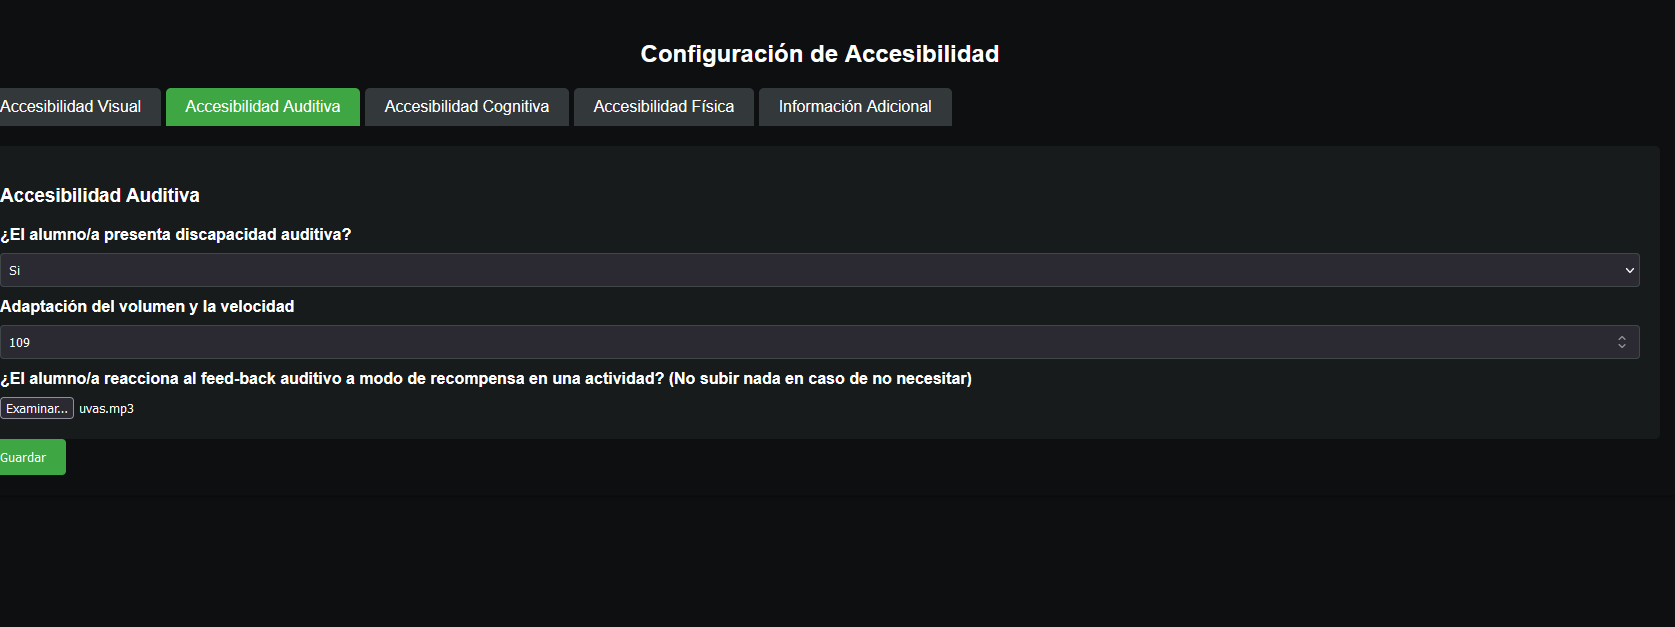 Configuración de Accesibilidad
Accesibilidad Visual Accesibilidad Auditiva Accesibilidad Cognitiva Accesibilidad Física Información Adicional
Accesibilidad Auditiva
¿El alumno/a presenta discapacidad auditiva?
Si
Adaptación del volumen y la velocidad
109
¿El alumno/a reacciona al feed-back auditivo a modo de recompensa en una actividad? (No subir nada en caso de no necesitar)
Examinar... uvas.mp3
Guardar